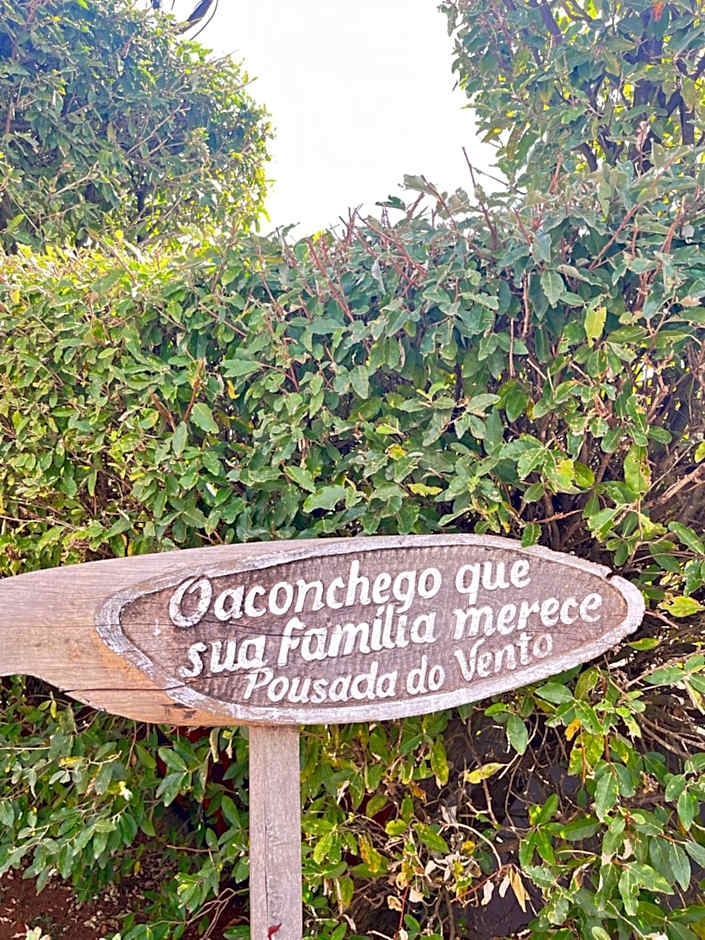 O aconchego que
sua família merece
Pousada do Vento